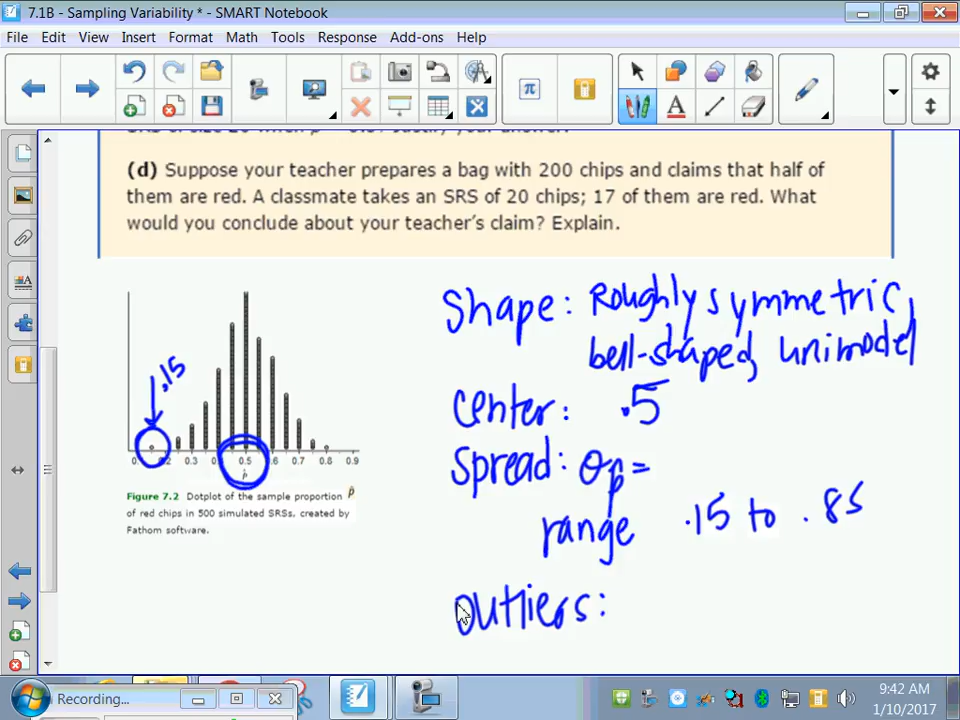 7.1B - Sampling Variability * - SMART Notebook
File Edit View Insert Format Math Tools Response Add-ons Help
(d) Suppose your teacher prepares a bag with 200 chips and claims that half of
them are red. A classmate takes an SRS of 20 chips; 17 of them are red. What
would you conclude about your teacher's claim? Explain.
.15
0.5 0.7 0.8 0.9
p̂
Figure 7.2 Dotplot of the sample proportion p̂
of red chips in 500 simulated SRSs, created by
Fathom software.
Shape: Roughly symmetric,
bell-shaped, unimodel
Center: .5
Spread: σp̂ =
range .15 to .85
Outliers:
Recording...
9:42 AM
1/10/2017